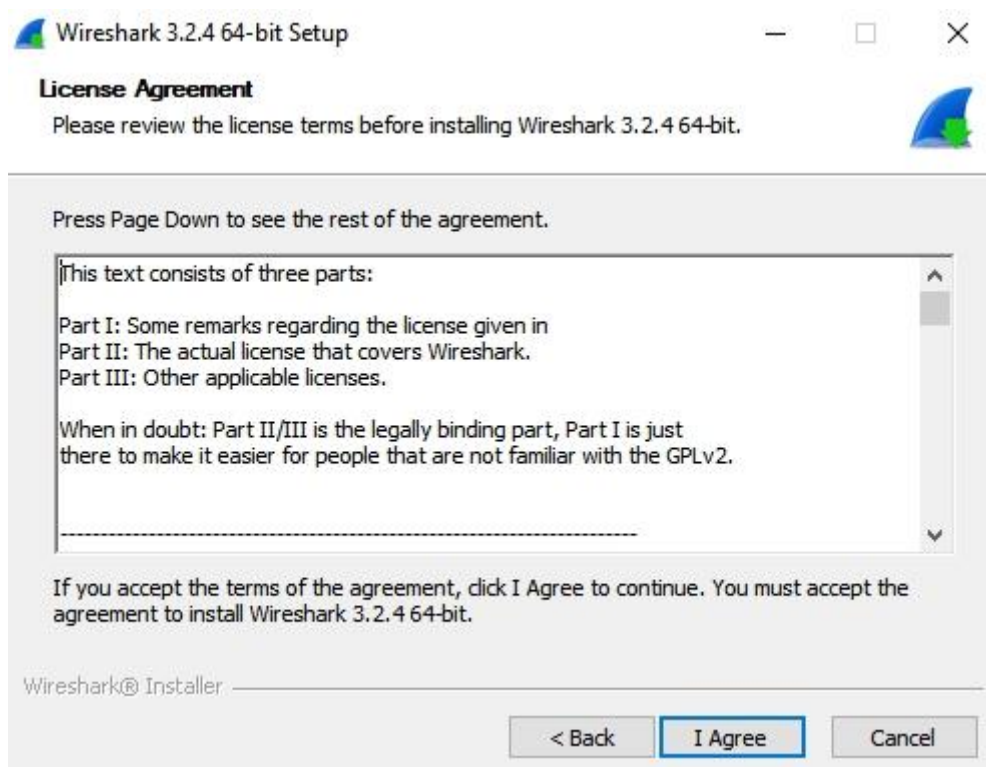 Wireshark 3.2.4 64-bit Setup
License Agreement
Please review the license terms before installing Wireshark 3.2.4 64-bit.
Press Page Down to see the rest of the agreement.
This text consists of three parts:
Part I: Some remarks regarding the license given in
Part II: The actual license that covers Wireshark.
Part III: Other applicable licenses.
When in doubt: Part II/III is the legally binding part, Part I is just
there to make it easier for people that are not familiar with the GPLv2.
------------------------------------------------------------------------
If you accept the terms of the agreement, click I Agree to continue. You must accept the
agreement to install Wireshark 3.2.4 64-bit.
Wireshark® Installer
< Back
I Agree
Cancel